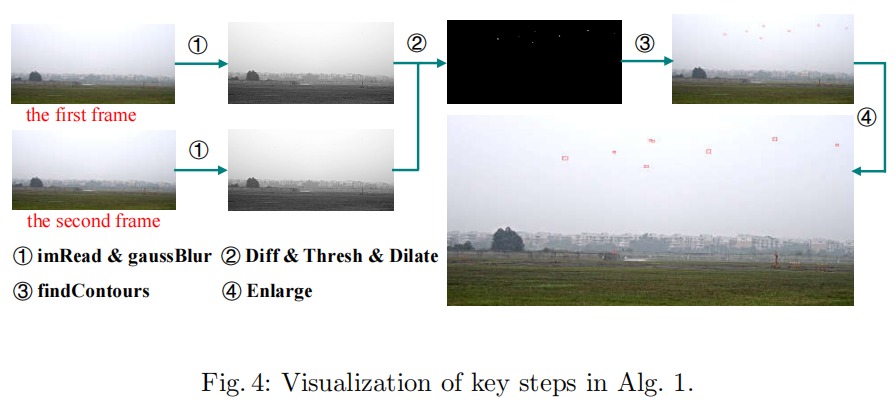 ①
②
③
the first frame
④
①
the second frame
① imRead & gaussBlur ② Diff & Thresh & Dilate
③ findContours ④ Enlarge
Fig. 4: Visualization of key steps in Alg. 1.